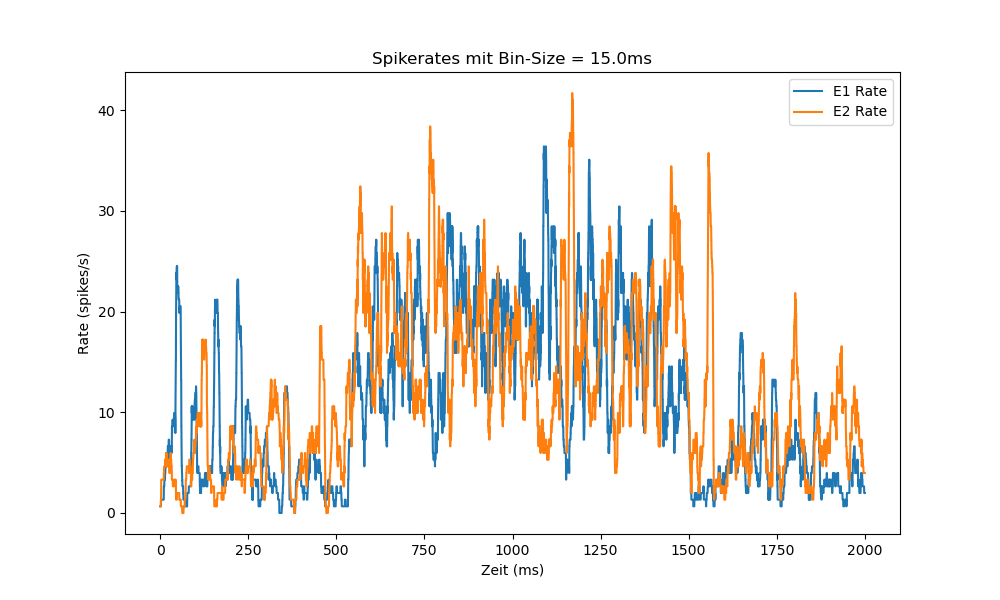 Spikerates mit Bin-Size = 15.0ms
E1 Rate
E2 Rate
Rate (spikes/s)
40
30
20
10
0
0 250 500 750 1000 1250 1500 1750 2000
Zeit (ms)